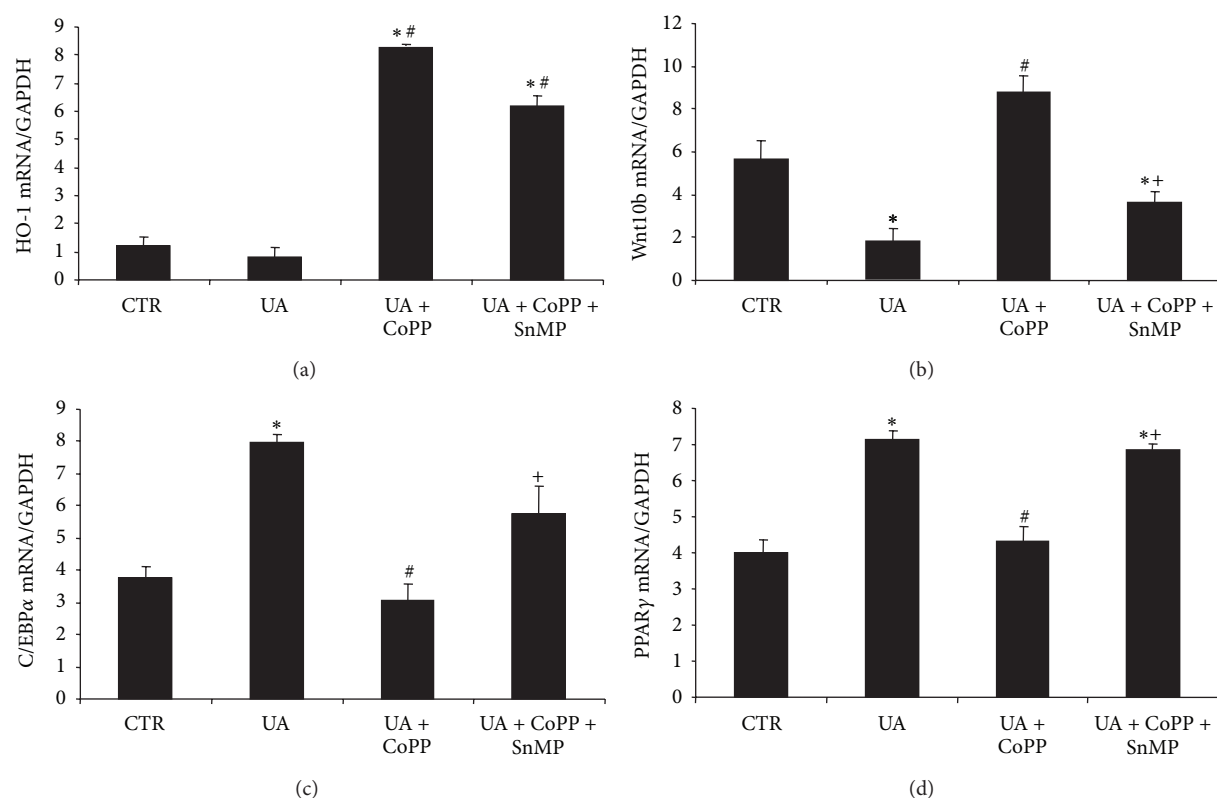 HO-1 mRNA/GAPDH
9
8
7
6
5
4
3
2
1
0
* #
* #
CTR
UA
UA +
CoPP
UA + CoPP +
SnMP
(a)
Wnt10b mRNA/GAPDH
12
10
8
6
4
2
0
*
#
* +
CTR
UA
UA +
CoPP
UA + CoPP +
SnMP
(b)
C/EBPα mRNA/GAPDH
9
8
7
6
5
4
3
2
1
0
*
#
+
CTR
UA
UA +
CoPP
UA + CoPP +
SnMP
(c)
PPARγ mRNA/GAPDH
8
7
6
5
4
3
2
1
0
*
#
* +
CTR
UA
UA +
CoPP
UA + CoPP +
SnMP
(d)